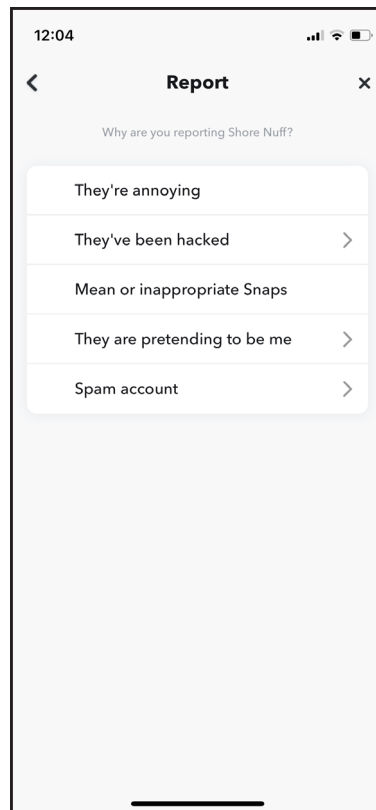 12:04
Report
Why are you reporting Shore Nuff?
They're annoying
They've been hacked
Mean or inappropriate Snaps
They are pretending to be me
Spam account